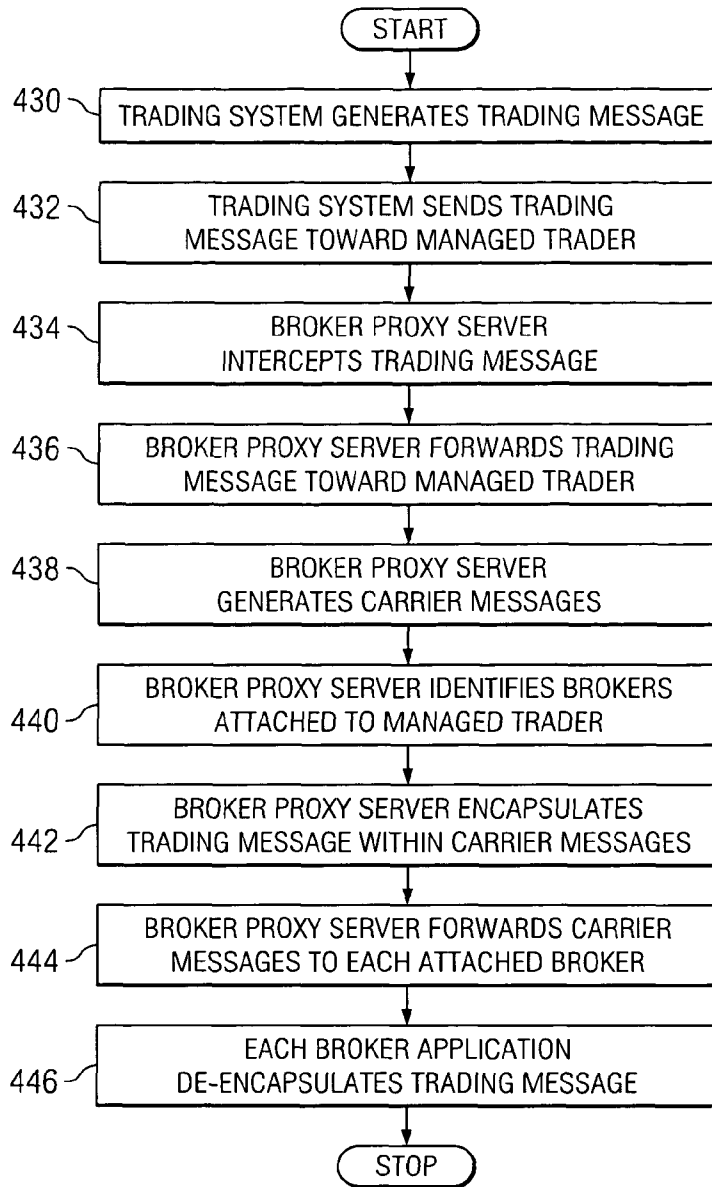 START
430
TRADING SYSTEM GENERATES TRADING MESSAGE
432
TRADING SYSTEM SENDS TRADING
MESSAGE TOWARD MANAGED TRADER
434
BROKER PROXY SERVER
INTERCEPTS TRADING MESSAGE
436
BROKER PROXY SERVER FORWARDS TRADING
MESSAGE TOWARD MANAGED TRADER
438
BROKER PROXY SERVER
GENERATES CARRIER MESSAGES
440
BROKER PROXY SERVER IDENTIFIES BROKERS
ATTACHED TO MANAGED TRADER
442
BROKER PROXY SERVER ENCAPSULATES
TRADING MESSAGE WITHIN CARRIER MESSAGES
444
BROKER PROXY SERVER FORWARDS CARRIER
MESSAGES TO EACH ATTACHED BROKER
446
EACH BROKER APPLICATION
DE-ENCAPSULATES TRADING MESSAGE
STOP